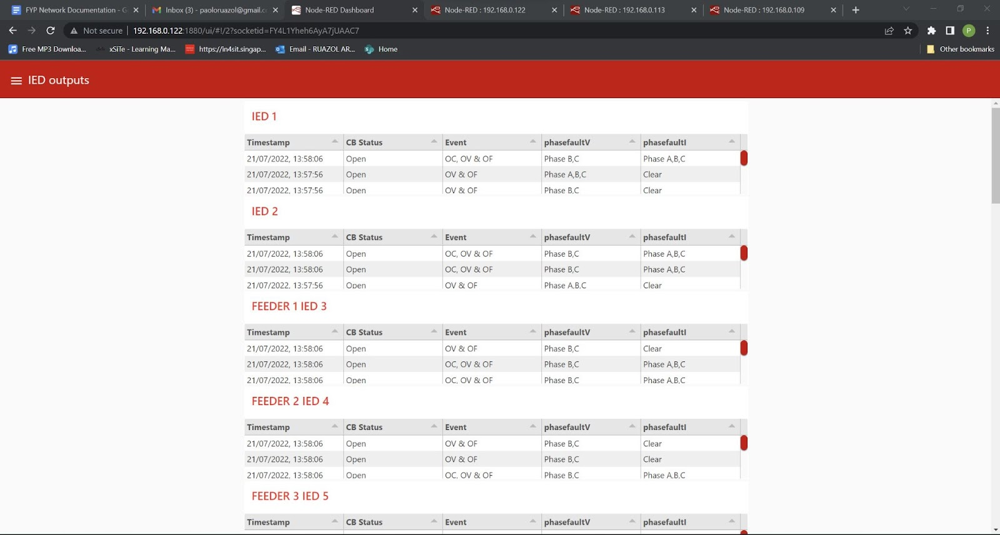 FYP Network Documentation - G
Inbox (3) - paoloruazol@gmail.c
Node-RED Dashboard
Node-RED : 192.168.0.122
Node-RED : 192.168.0.113
Node-RED : 192.168.0.109
Not secure
192.168.0.122:1880/ui/#!/2?socketid=FY4L1Yheh6AyA7jUAAC7
P
Free MP3 Downloa...
xSiTe - Learning Ma...
https://in4sit.singap...
Email - RUAZOL AR...
Home
Other bookmarks
IED outputs
IED 1
Timestamp CB Status Event phasefaultV phasefaultI
21/07/2022, 13:58:06 Open OC, OV & OF Phase B,C Phase A,B,C
21/07/2022, 13:57:56 Open OV & OF Phase A,B,C Clear
21/07/2022, 13:57:56 Open OV & OF Phase B,C Clear
IED 2
Timestamp CB Status Event phasefaultV phasefaultI
21/07/2022, 13:58:06 Open OC, OV & OF Phase B,C Phase A,B,C
21/07/2022, 13:58:06 Open OC, OV & OF Phase B,C Phase A,B,C
21/07/2022, 13:57:56 Open OV & OF Phase A,B,C Clear
FEEDER 1 IED 3
Timestamp CB Status Event phasefaultV phasefaultI
21/07/2022, 13:58:06 Open OV & OF Phase B,C Clear
21/07/2022, 13:58:06 Open OC, OV & OF Phase B,C Phase A,B,C
21/07/2022, 13:58:06 Open OC, OV & OF Phase B,C Phase A,B,C
FEEDER 2 IED 4
Timestamp CB Status Event phasefaultV phasefaultI
21/07/2022, 13:58:06 Open OV & OF Phase B,C Clear
21/07/2022, 13:58:06 Open OV & OF Phase B,C Clear
21/07/2022, 13:58:06 Open OC, OV & OF Phase B,C Phase A,B,C
FEEDER 3 IED 5
Timestamp CB Status Event phasefaultV phasefaultI